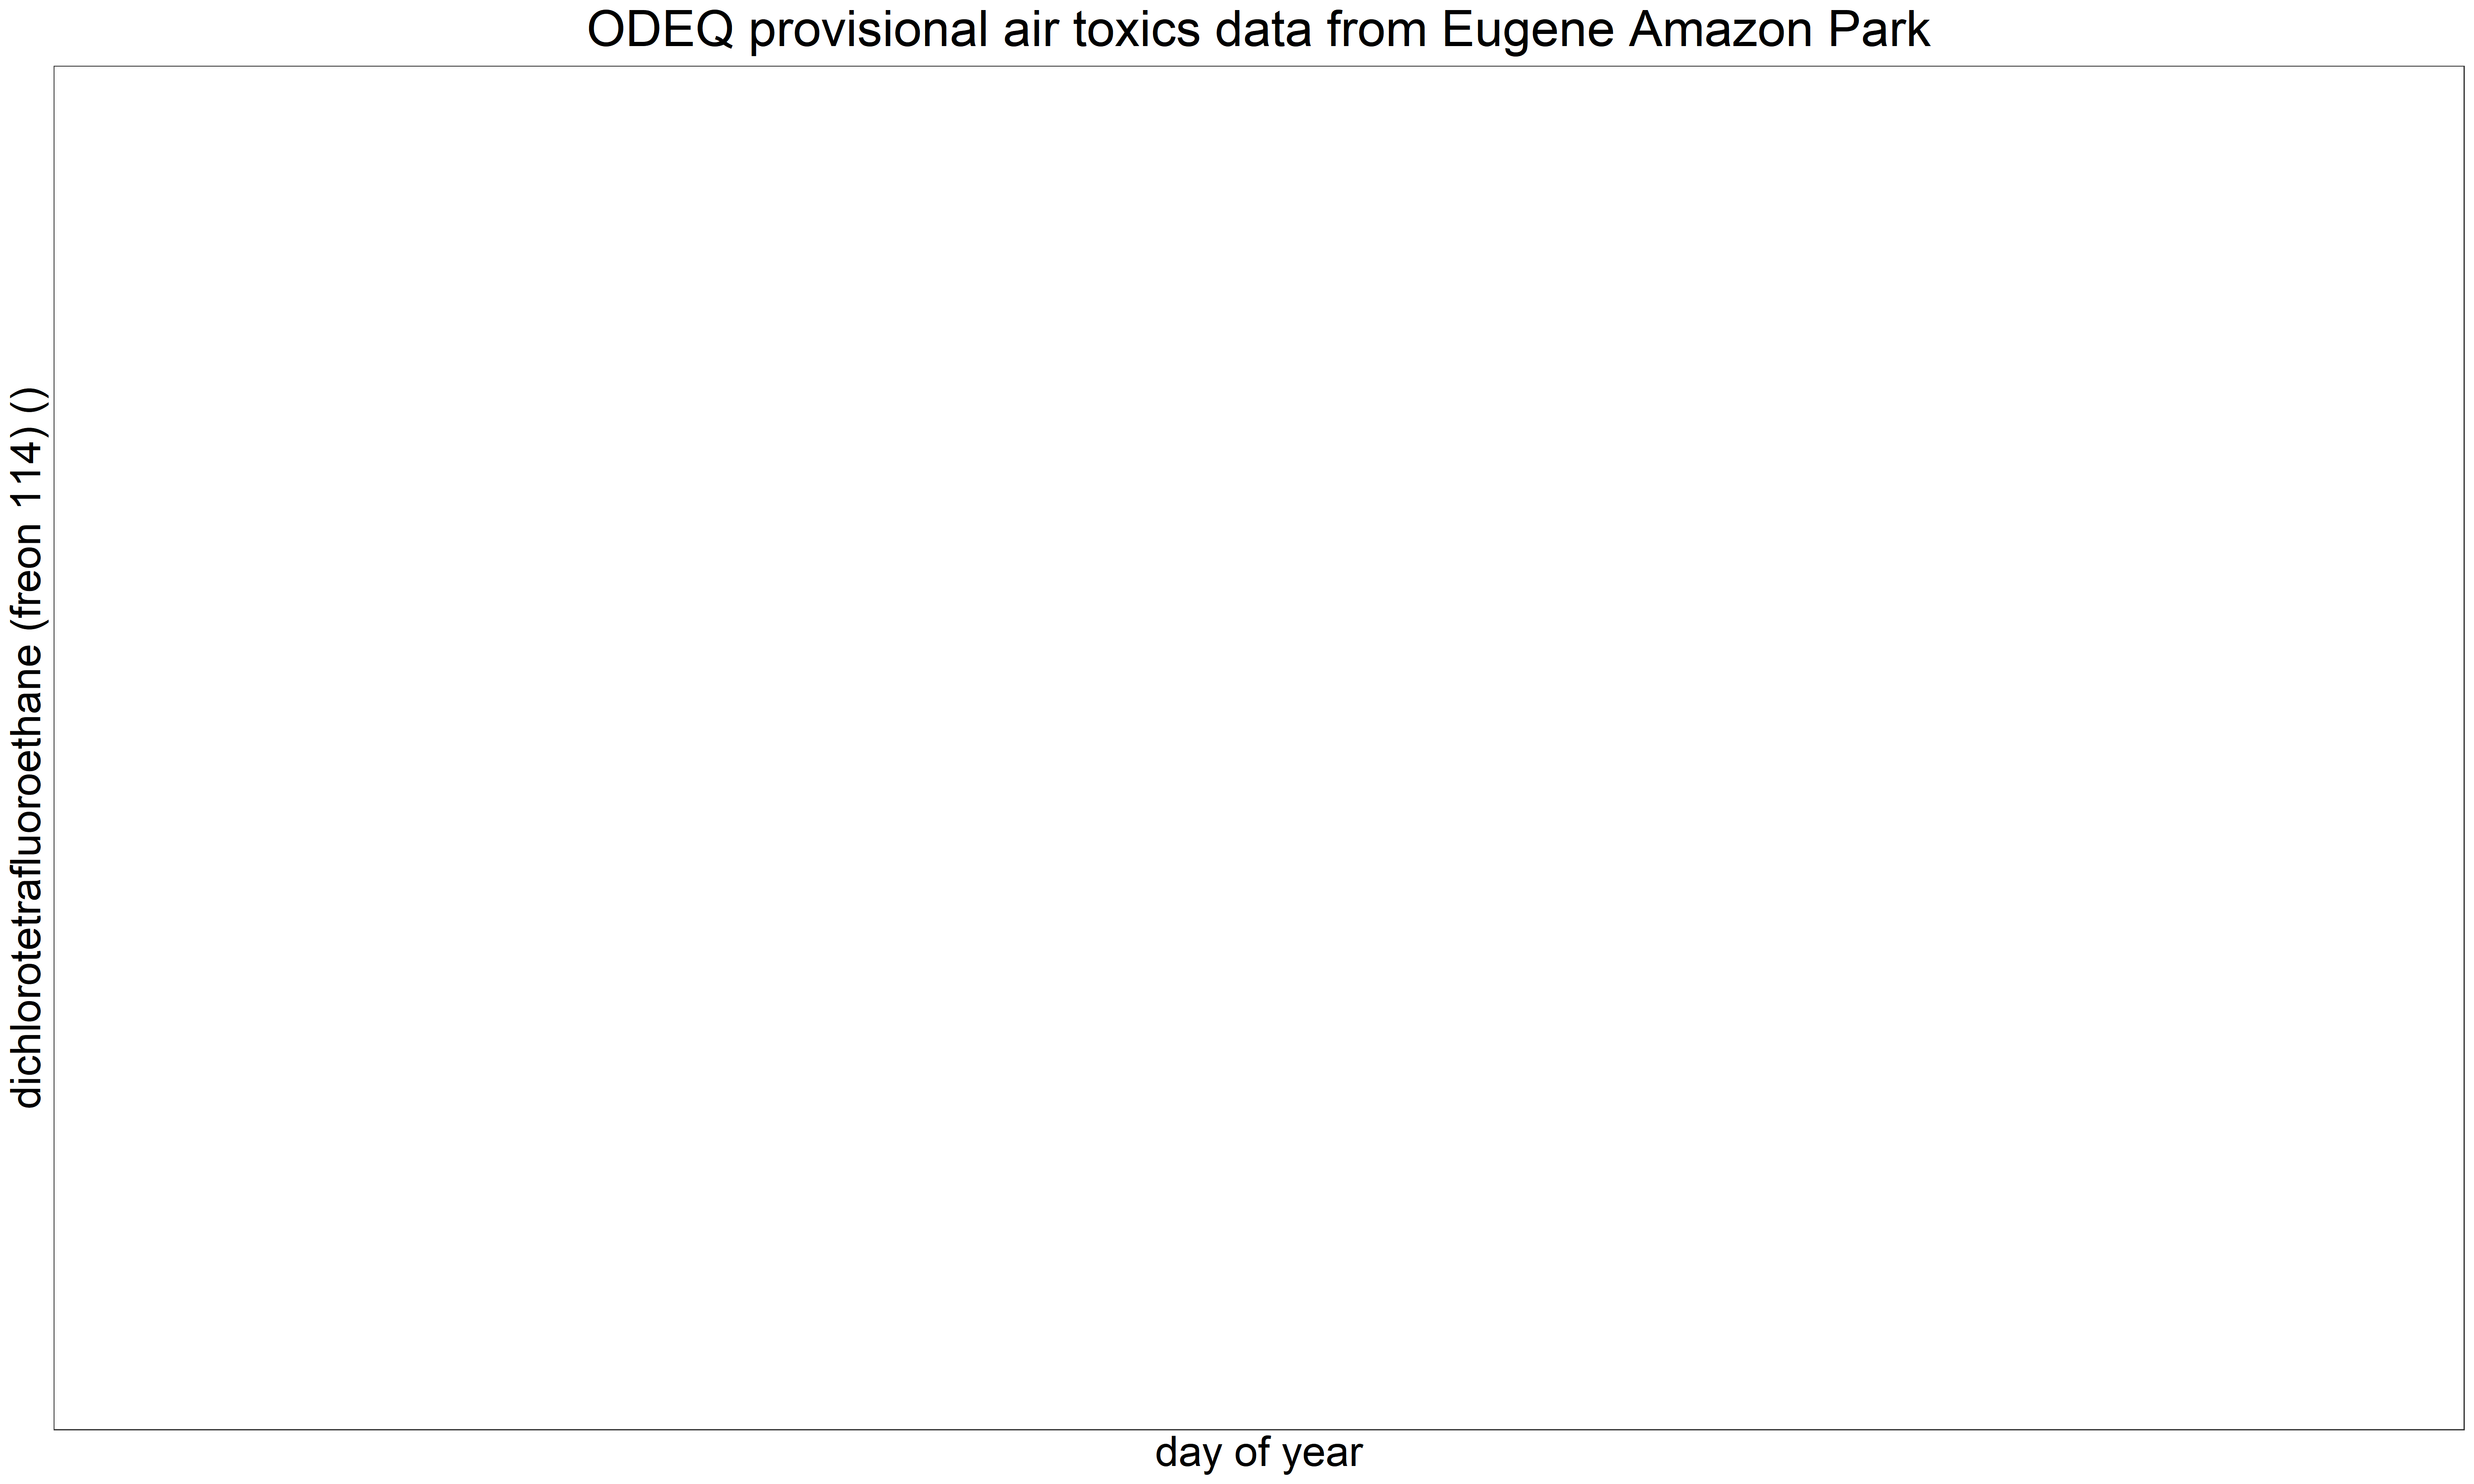 ODEQ provisional air toxics data from Eugene Amazon Park
dichlorotetrafluoroethane (freon 114) ()
day of year